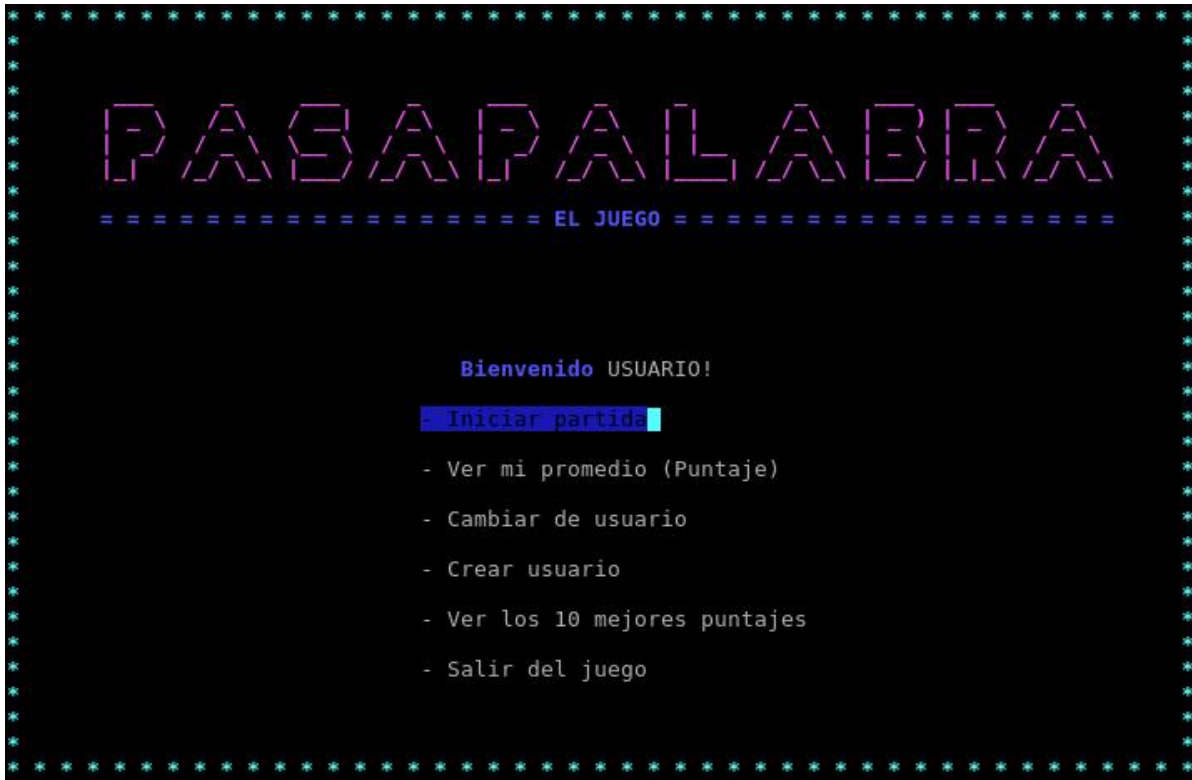 PASAPALABRA
= = = = = = = = = = = = = = = = = EL JUEGO = = = = = = = = = = = = = = = = =
Bienvenido USUARIO!
- Iniciar partida
- Ver mi promedio (Puntaje)
- Cambiar de usuario
- Crear usuario
- Ver los 10 mejores puntajes
- Salir del juego